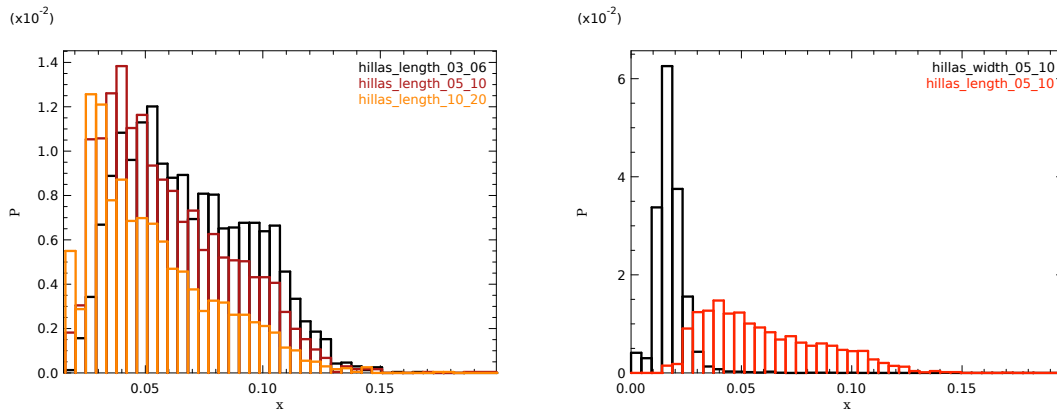 (x10⁻²)
1.4
1.2
1.0
0.8
0.6
0.4
0.2
0.0
P
hillas_length_03_06
hillas_length_05_10
hillas_length_10_20
0.05
0.10
0.15
x
(x10⁻²)
6
4
2
0
P
hillas_width_05_10
hillas_length_05_10
0.00
0.05
0.10
0.15
x